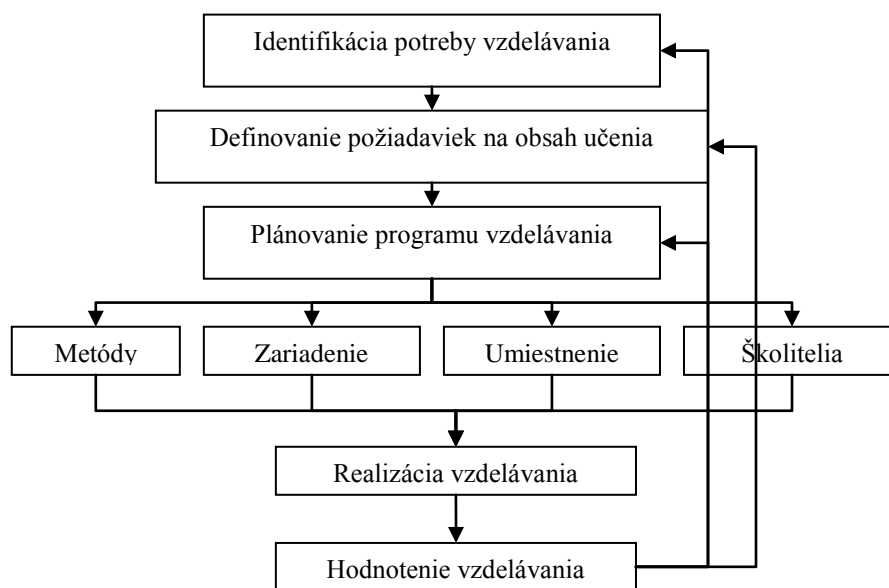 Identifikácia potreby vzdelávania
Definovanie požiadaviek na obsah učenia
Plánovanie programu vzdelávania
Metódy
Zariadenie
Umiestnenie
Školitelia
Realizácia vzdelávania
Hodnotenie vzdelávania